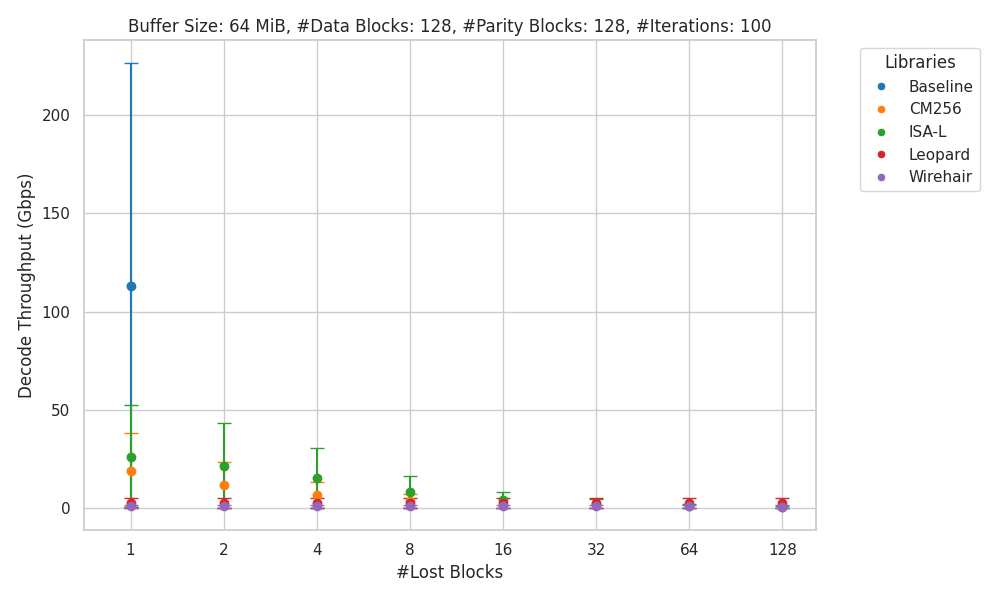 Buffer Size: 64 MiB, #Data Blocks: 128, #Parity Blocks: 128, #Iterations: 100
Decode Throughput (Gbps)
200
150
100
50
0
1 2 4 8 16 32 64 128
#Lost Blocks
Libraries
Baseline
CM256
ISA-L
Leopard
Wirehair